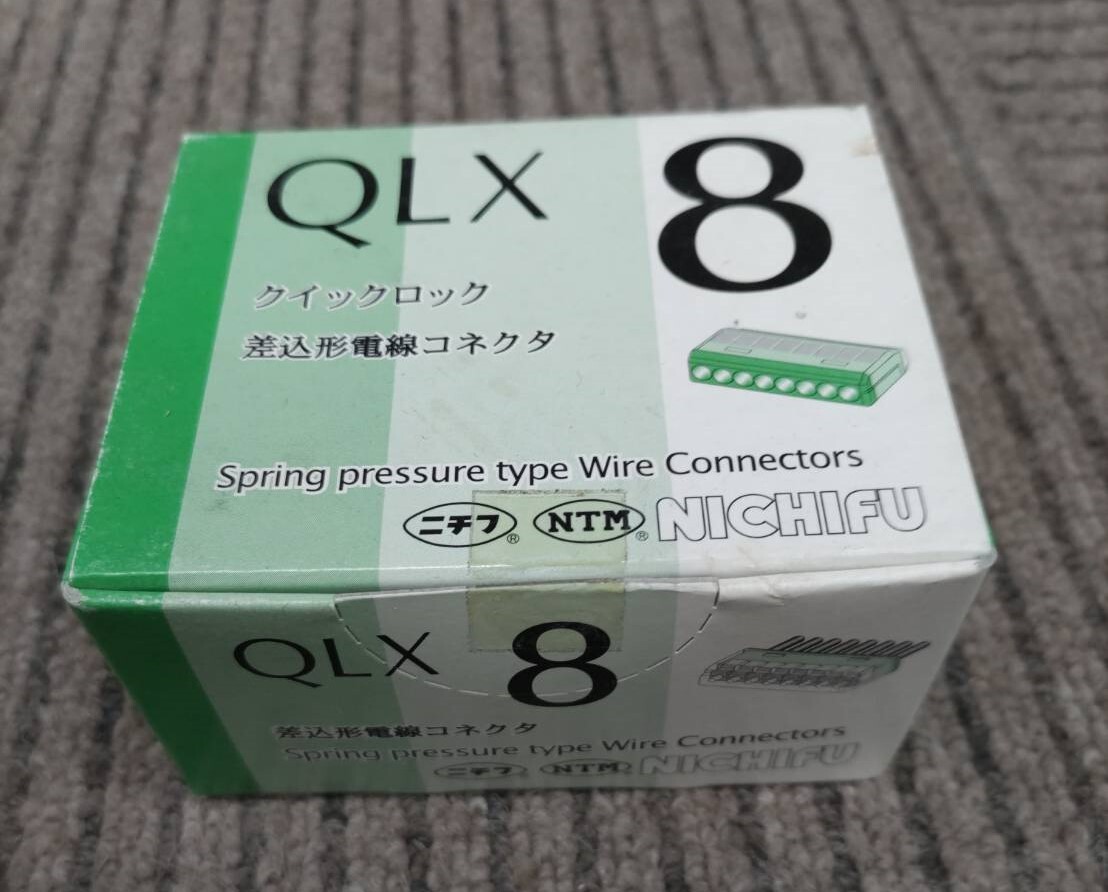 QLX 8
クイックロック
差込形電線コネクタ
Spring pressure type Wire Connectors
ニチフ® NTM® NICHIFU
QLX 8
差込形電線コネクタ
Spring pressure type Wire Connectors
ニチフ NTM NICHIFU